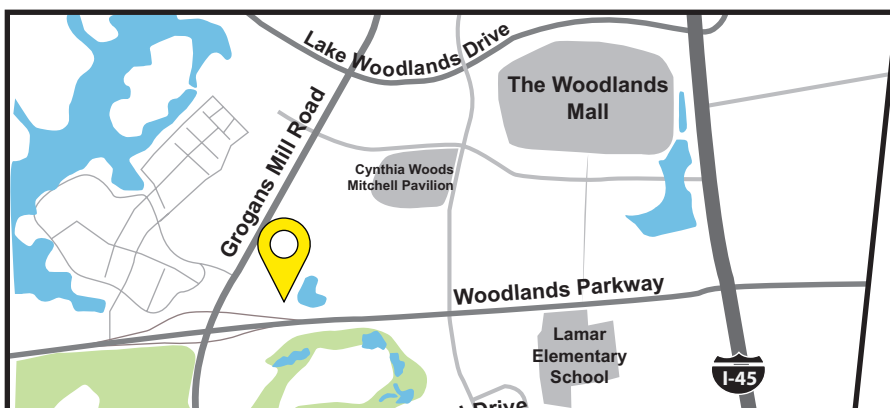 Lake Woodlands Drive
The Woodlands
Mall
Grogans Mill Road
Cynthia Woods
Mitchell Pavilion
Woodlands Parkway
Lamar
Elementary
School
I-45
Drive